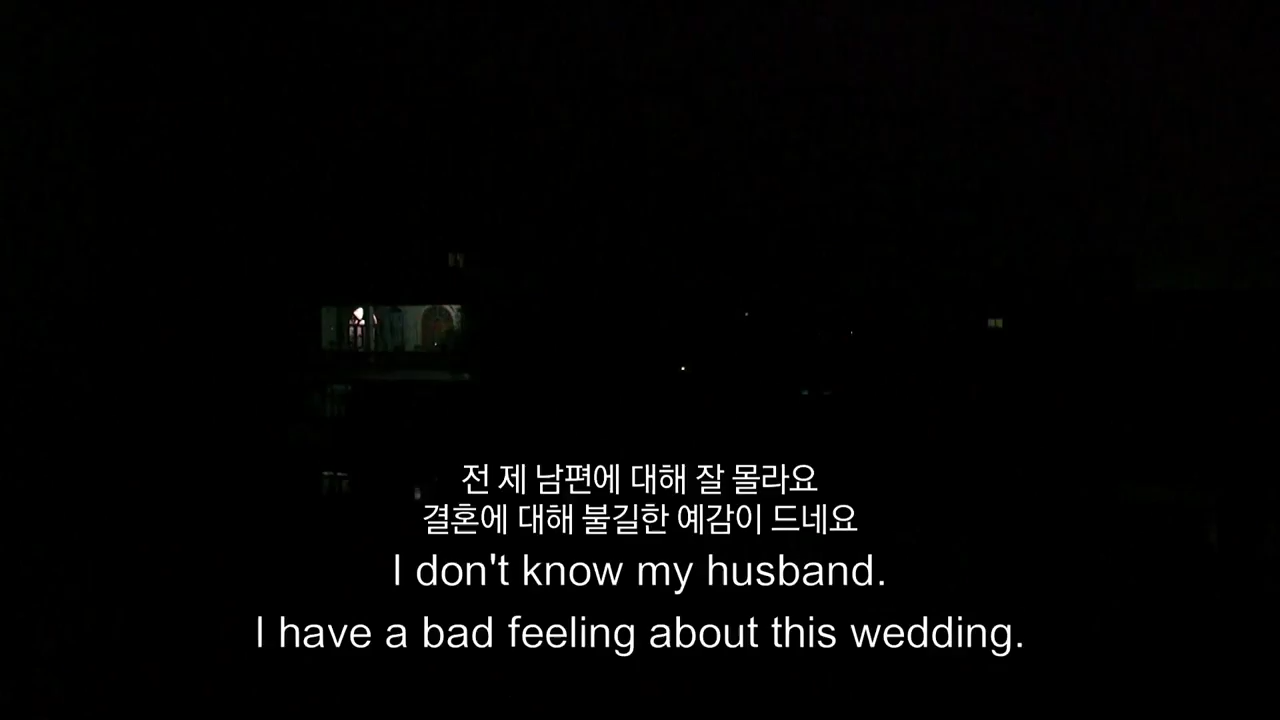 전 제 남편에 대해 잘 몰라요
결혼에 대해 불길한 예감이 드네요
I don't know my husband.
I have a bad feeling about this wedding.